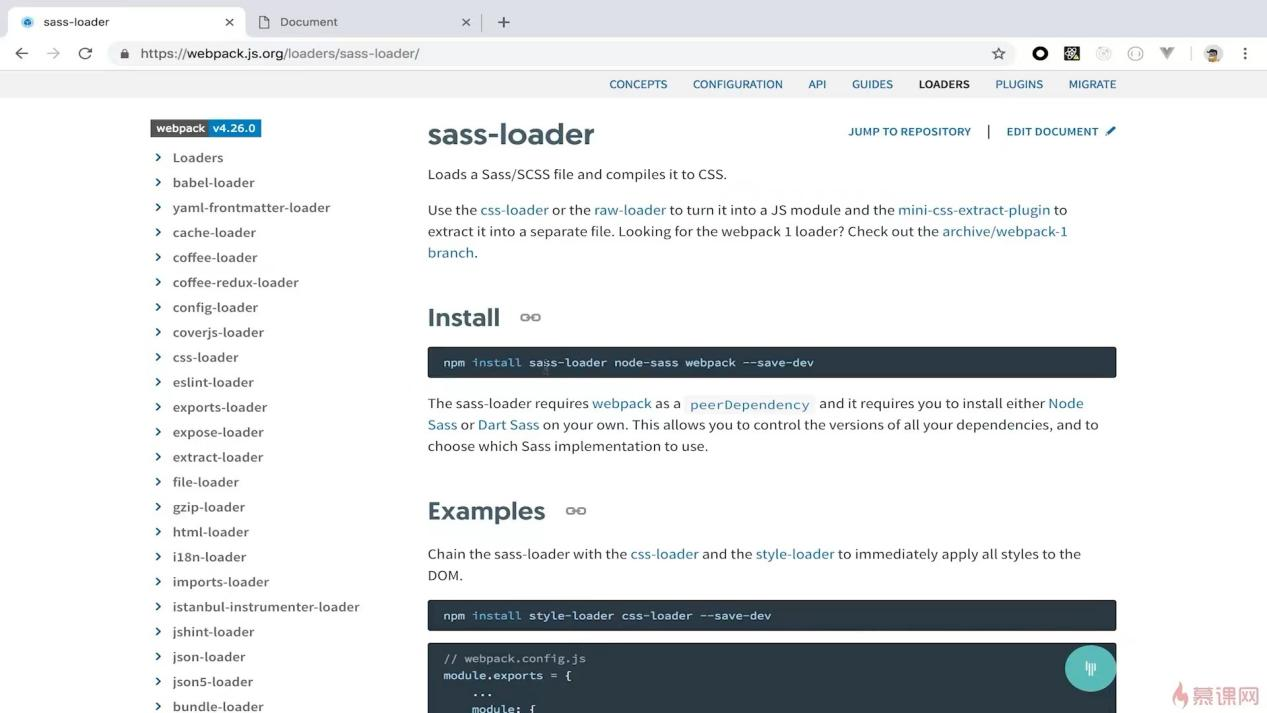 sass-loader
Document
https://webpack.js.org/loaders/sass-loader/
CONCEPTS CONFIGURATION API GUIDES LOADERS PLUGINS MIGRATE
webpack v4.26.0
Loaders
babel-loader
yaml-frontmatter-loader
cache-loader
coffee-loader
coffee-redux-loader
config-loader
coverjs-loader
css-loader
eslint-loader
exports-loader
expose-loader
extract-loader
file-loader
gzip-loader
html-loader
i18n-loader
imports-loader
istanbul-instrumenter-loader
jshint-loader
json-loader
json5-loader
bundle-loader
sass-loader
JUMP TO REPOSITORY | EDIT DOCUMENT
Loads a Sass/SCSS file and compiles it to CSS.
Use the css-loader or the raw-loader to turn it into a JS module and the mini-css-extract-plugin to
extract it into a separate file. Looking for the webpack 1 loader? Check out the archive/webpack-1
branch.
Install
npm install sass-loader node-sass webpack --save-dev
The sass-loader requires webpack as a peerDependency and it requires you to install either Node
Sass or Dart Sass on your own. This allows you to control the versions of all your dependencies, and to
choose which Sass implementation to use.
Examples
Chain the sass-loader with the css-loader and the style-loader to immediately apply all styles to the
DOM.
npm install style-loader css-loader --save-dev
// webpack.config.js
module.exports = {
...
module: {
慕课网